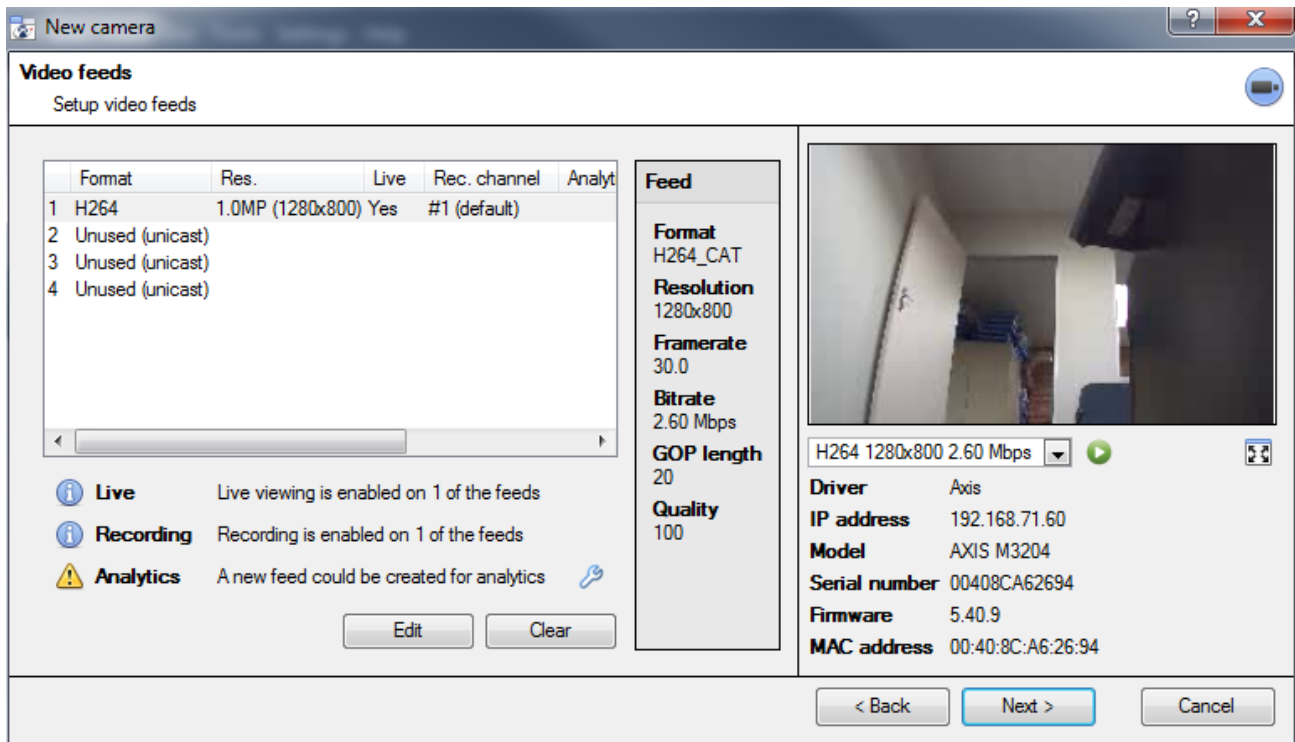 New camera
?
X
Video feeds
Setup video feeds
Format Res. Live Rec. channel Analyt
1 H264 1.0MP (1280x800) Yes #1 (default)
2 Unused (unicast)
3 Unused (unicast)
4 Unused (unicast)
Live Live viewing is enabled on 1 of the feeds
Recording Recording is enabled on 1 of the feeds
Analytics A new feed could be created for analytics
Edit Clear
Feed
Format
H264_CAT
Resolution
1280x800
Framerate
30.0
Bitrate
2.60 Mbps
GOP length
20
Quality
100
H264 1280x800 2.60 Mbps
Driver Axis
IP address 192.168.71.60
Model AXIS M3204
Serial number 00408CA62694
Firmware 5.40.9
MAC address 00:40:8C:A6:26:94
< Back Next > Cancel